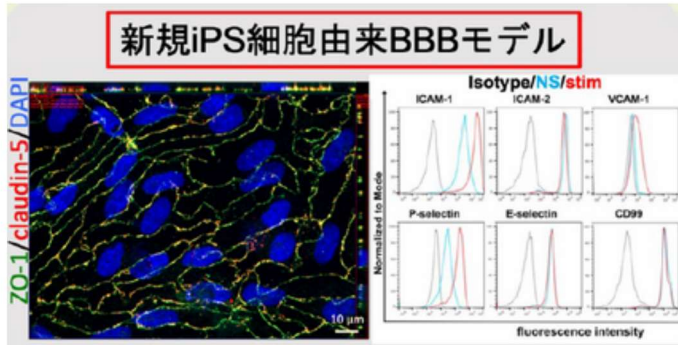 新規iPS細胞由来BBBモデル
ZO-1/claudin-5/DAPI
10 μm
Isotype/NS/stim
ICAM-1 ICAM-2 VCAM-1
P-selectin E-selectin CD99
Normalized to Mode
fluorescence intensity